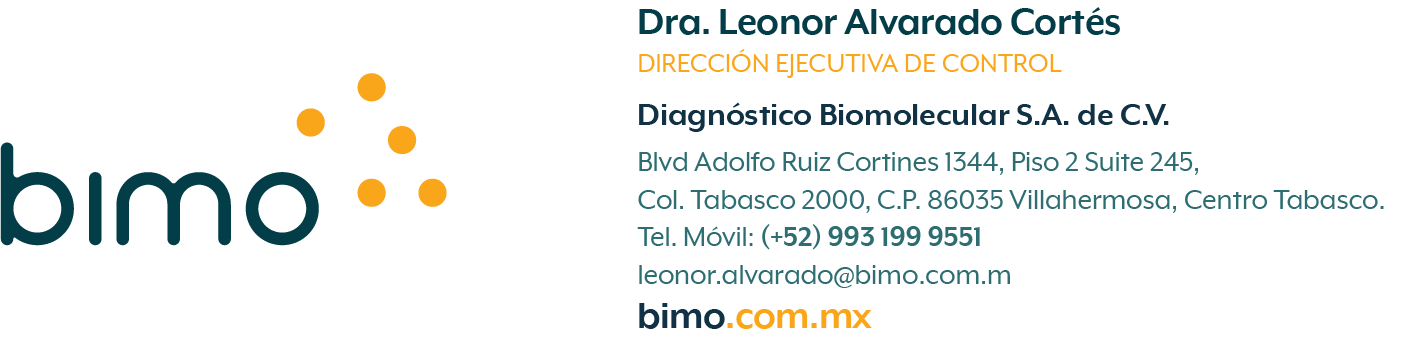 bimo
Dra. Leonor Alvarado Cortés
DIRECCIÓN EJECUTIVA DE CONTROL
Diagnóstico Biomolecular S.A. de C.V.
Blvd Adolfo Ruiz Cortines 1344, Piso 2 Suite 245,
Col. Tabasco 2000, C.P. 86035 Villahermosa, Centro Tabasco.
Tel. Móvil: (+52) 993 199 9551
leonor.alvarado@bimo.com.m
bimo.com.mx